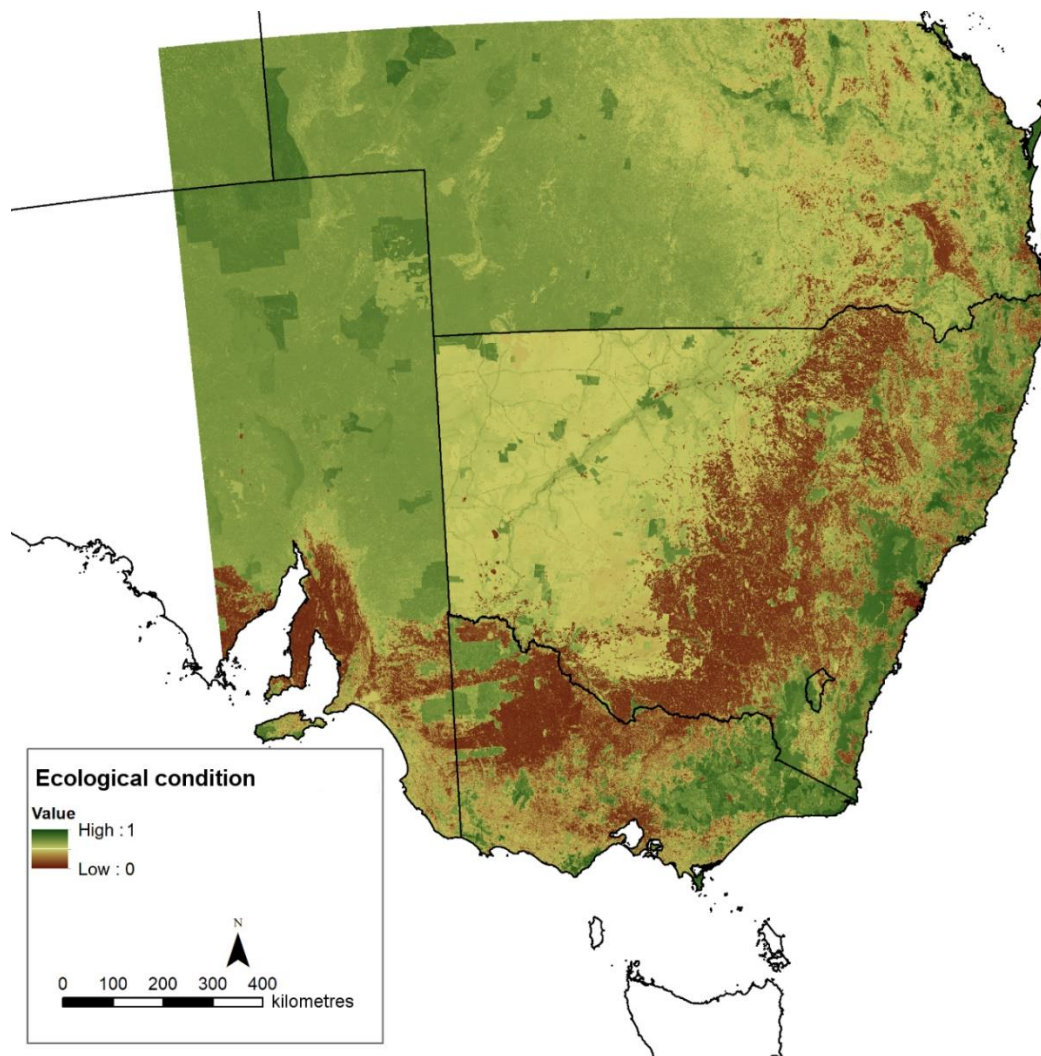 Ecological condition
Value
High : 1
Low : 0
N
0 100 200 300 400 kilometres